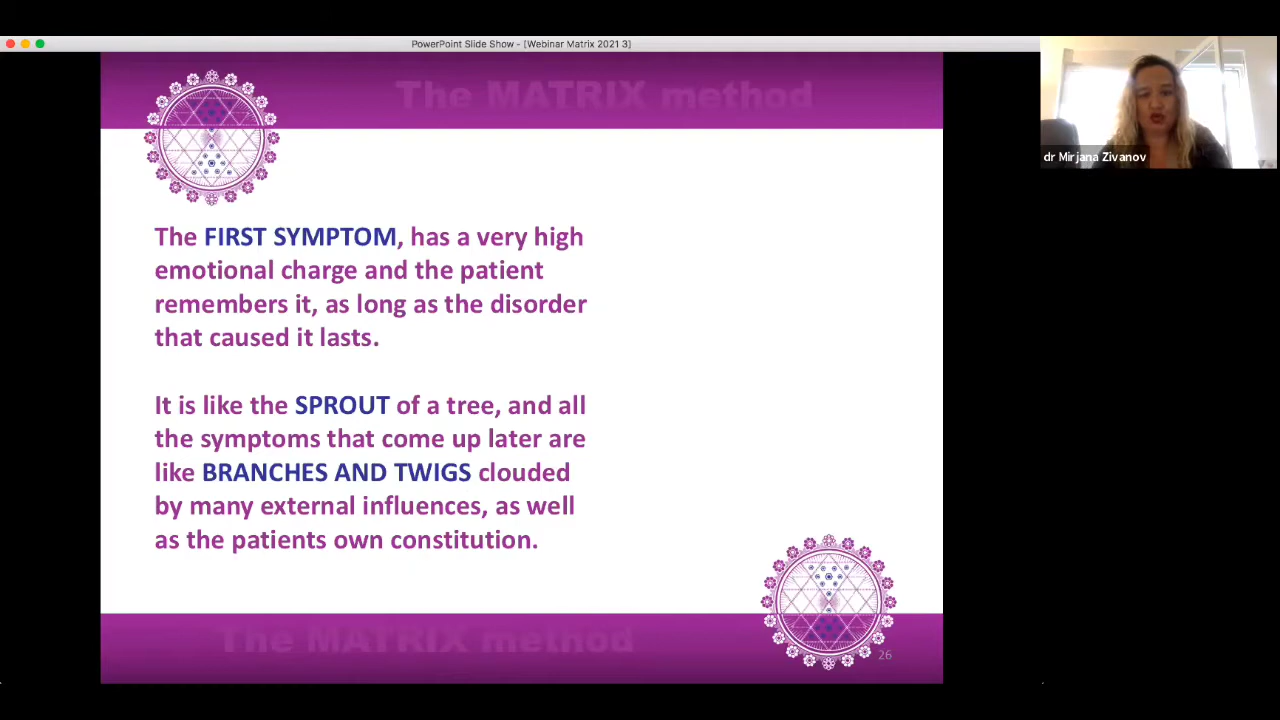 PowerPoint Slide Show - [Webinar Matrix 2021 3]
The MATRIX method
dr Mirjana Zivanov
The FIRST SYMPTOM, has a very high
emotional charge and the patient
remembers it, as long as the disorder
that caused it lasts.
It is like the SPROUT of a tree, and all
the symptoms that come up later are
like BRANCHES AND TWIGS clouded
by many external influences, as well
as the patients own constitution.
The MATRIX method
26